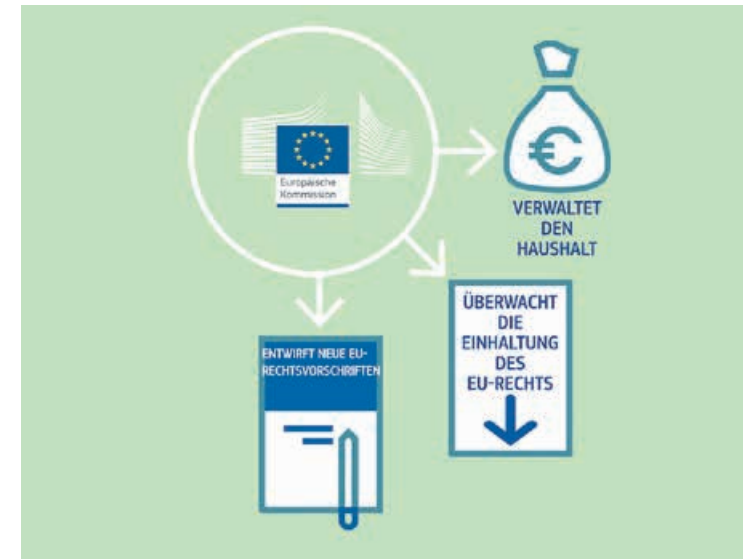 Europäische
Kommission
VERWALTET
DEN
HAUSHALT
ÜBERWACHT
DIE
EINHALTUNG
DES
EU-RECHTS
ENTWIRFT NEUE EU-
RECHTSVORSCHRIFTEN